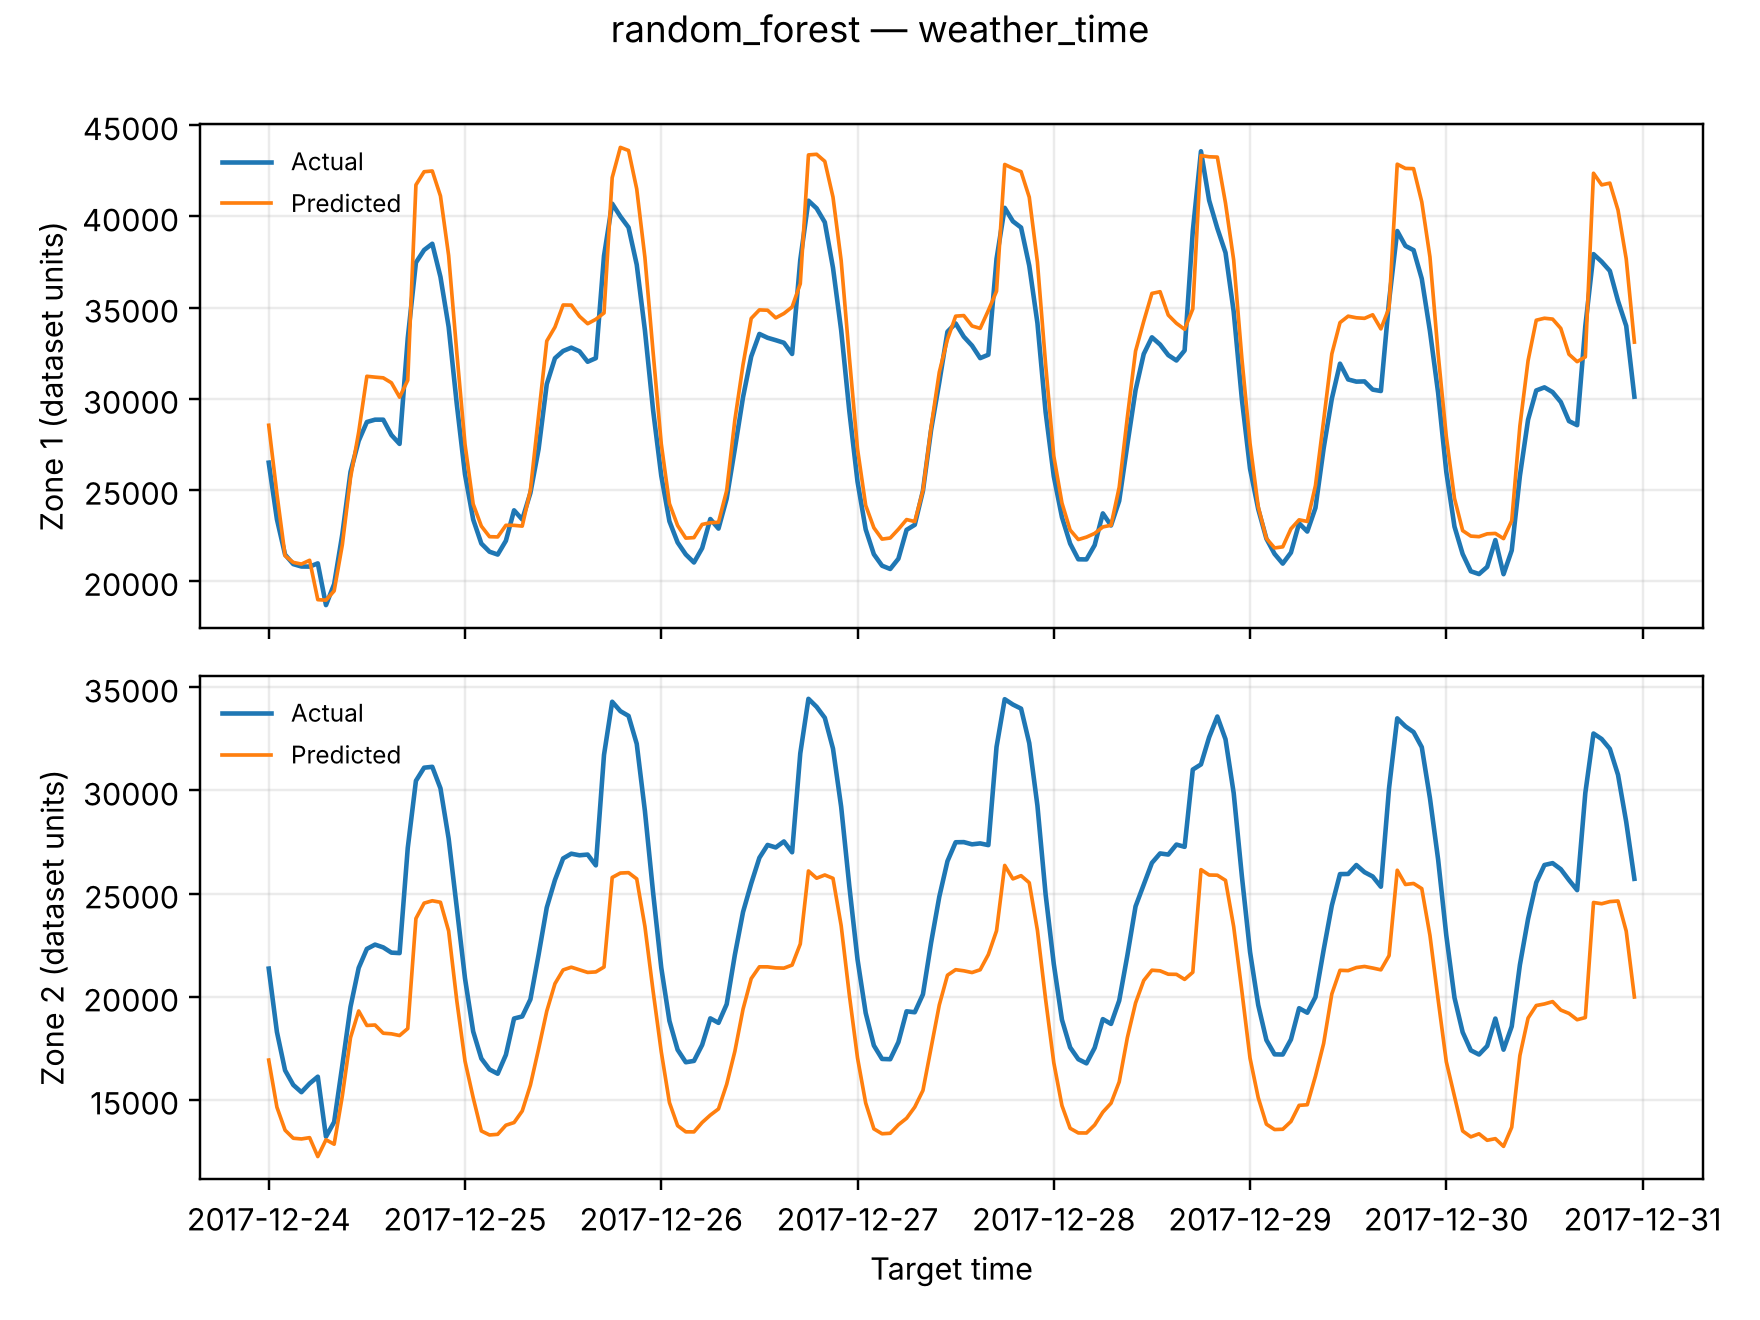 random_forest — weather_time
45000
40000
35000
30000
25000
20000
Zone 1 (dataset units)
Actual
Predicted
35000
30000
25000
20000
15000
Zone 2 (dataset units)
Actual
Predicted
2017-12-24 2017-12-25 2017-12-26 2017-12-27 2017-12-28 2017-12-29 2017-12-30 2017-12-31
Target time